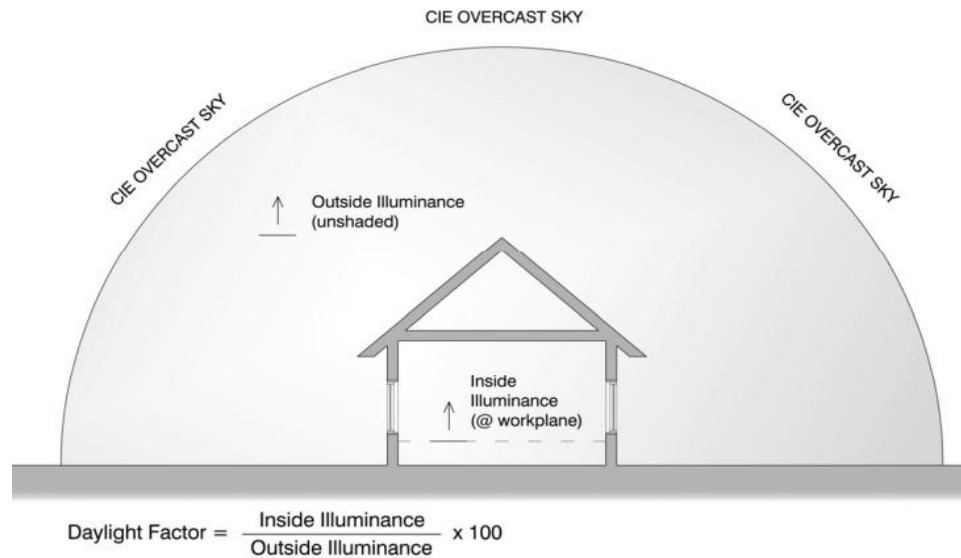 CIE OVERCAST SKY
CIE OVERCAST SKY
CIE OVERCAST SKY
Outside Illuminance
(unshaded)
Inside
Illuminance
(@ workplane)
Daylight Factor = Inside Illuminance / Outside Illuminance x 100